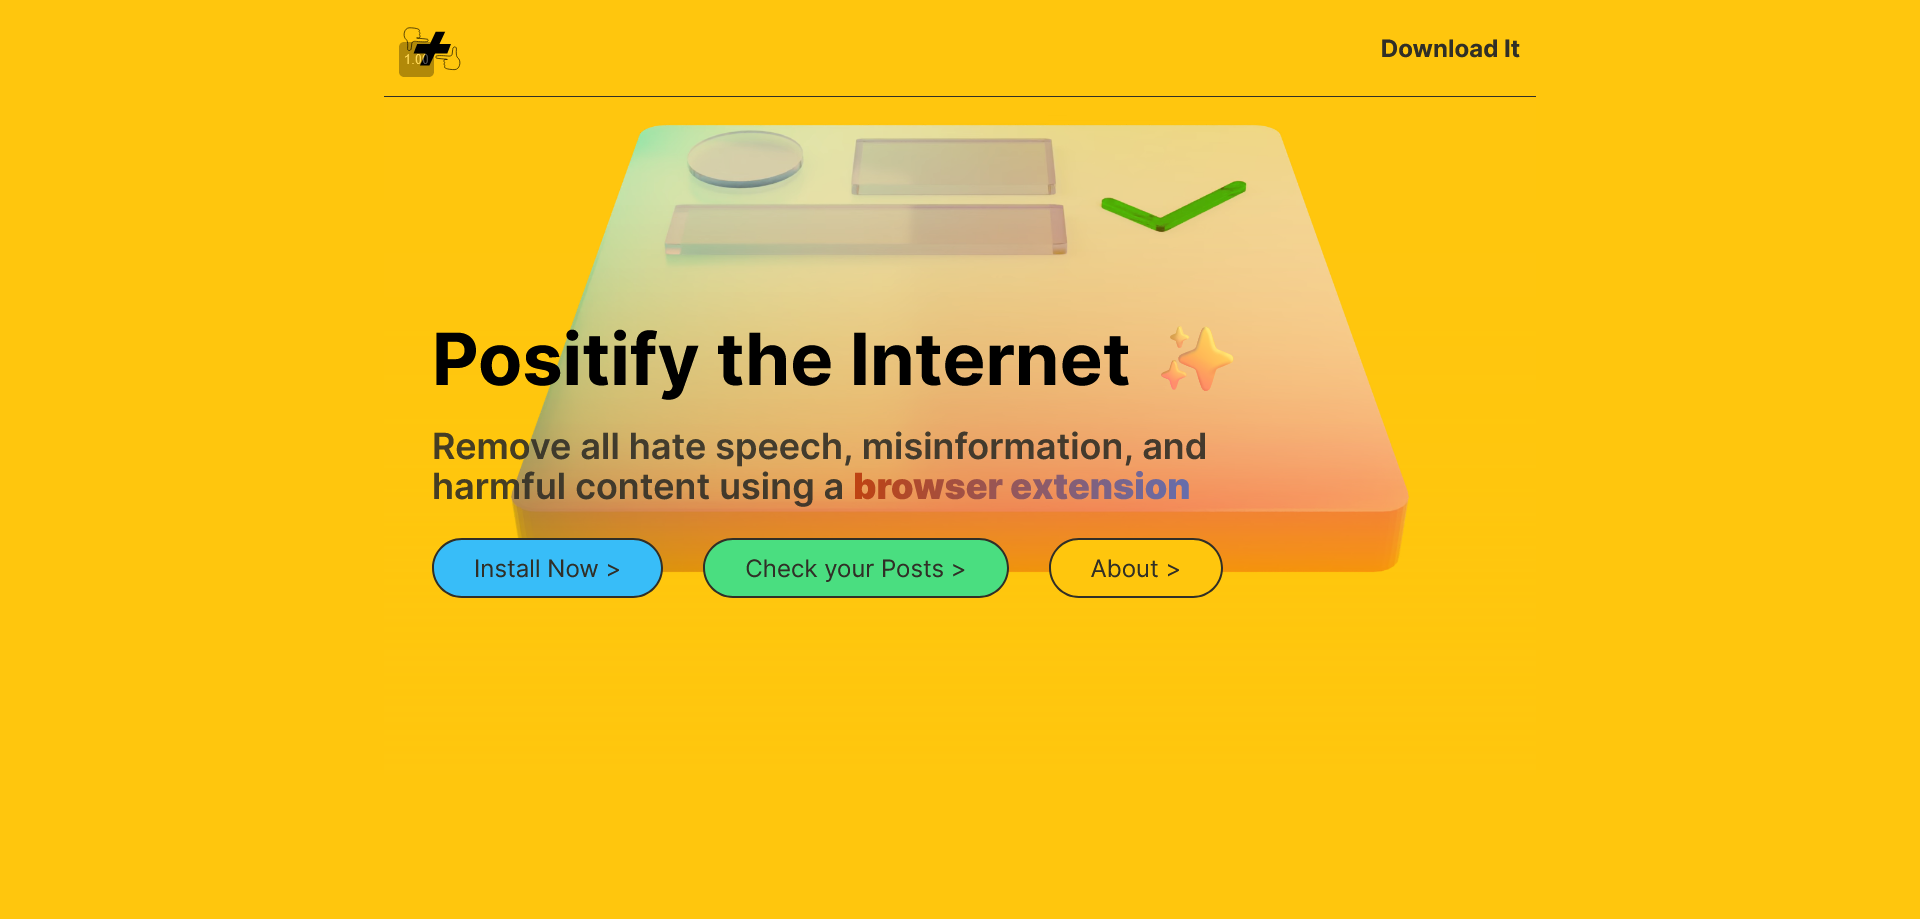 1.00
Download It
Positify the Internet ✨
Remove all hate speech, misinformation, and
harmful content using a browser extension
Install Now >
Check your Posts >
About >